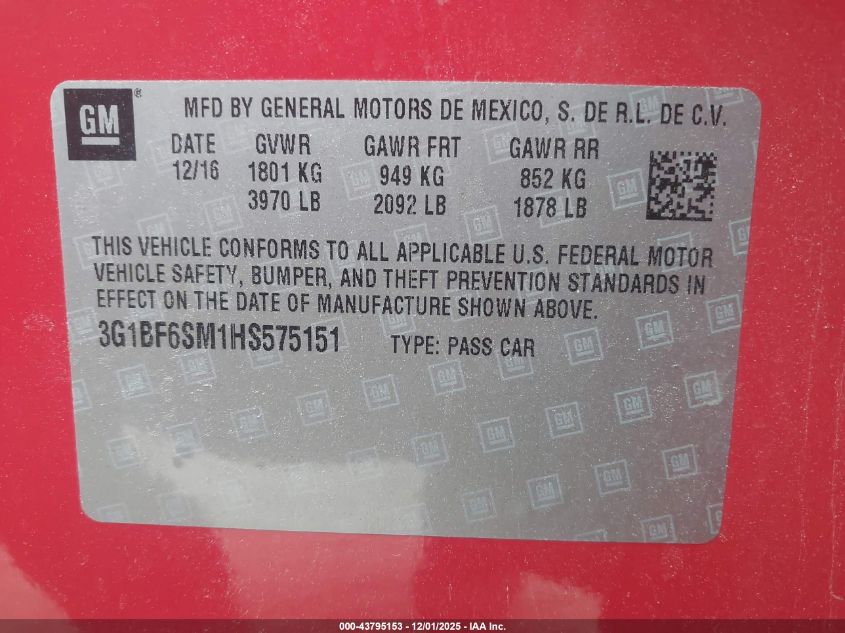 GM®
MFD BY GENERAL MOTORS DE MEXICO, S. DE R.L. DE C.V.
DATE GVWR GAWR FRT GAWR RR
12/16 1801 KG 949 KG 852 KG
3970 LB 2092 LB 1878 LB
THIS VEHICLE CONFORMS TO ALL APPLICABLE U.S. FEDERAL MOTOR
VEHICLE SAFETY, BUMPER, AND THEFT PREVENTION STANDARDS IN
EFFECT ON THE DATE OF MANUFACTURE SHOWN ABOVE.
3G1BF6SM1HS575151 TYPE: PASS CAR
000-43795153 • 12/01/2025 • IAA Inc.